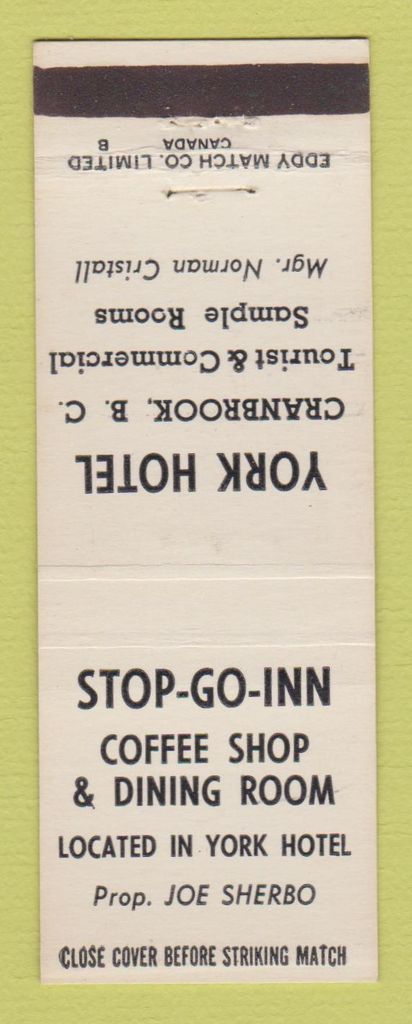 EDDY MATCH CO. LIMITED
CANADA
B
YORK HOTEL
CRANBROOK, B. C.
Tourist & Commercial
Sample Rooms
Mgr. Norman Cristall
STOP-GO-INN
COFFEE SHOP
& DINING ROOM
LOCATED IN YORK HOTEL
Prop. JOE SHERBO
CLOSE COVER BEFORE STRIKING MATCH